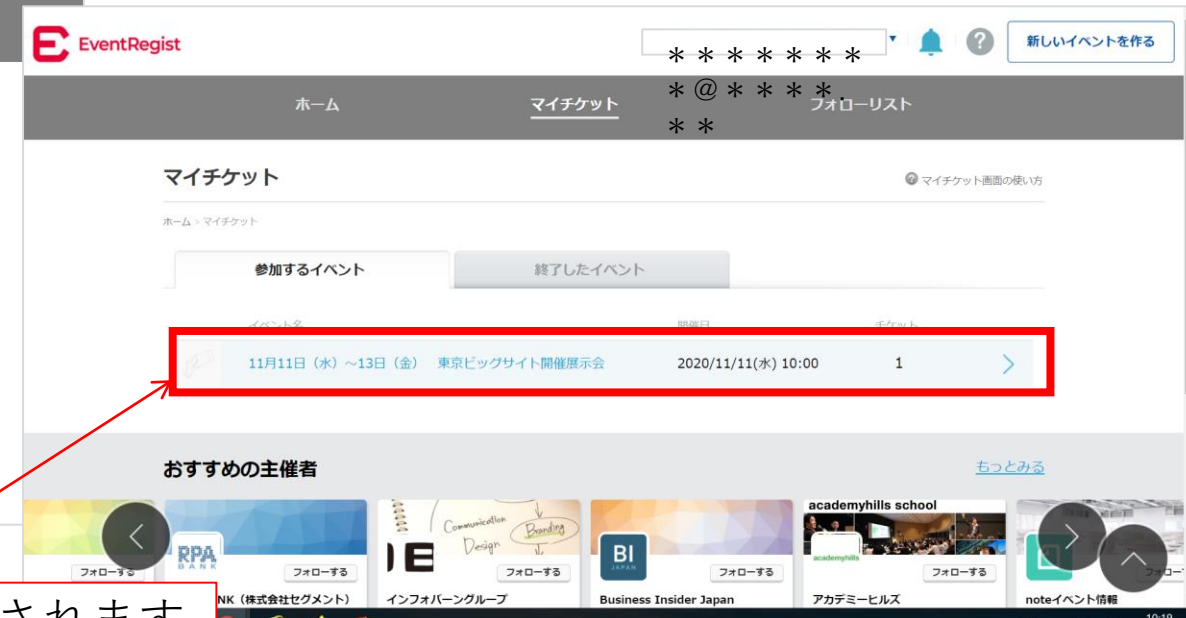 EventRegist
*******
*@****.
**
新しいイベントを作る
ホーム
マイチケット
フォローリスト
マイチケット
マイチケット画面の使い方
ホーム > マイチケット
参加するイベント
終了したイベント
イベント名
開催日
チケット
11月11日（水）～13日（金） 東京ビッグサイト開催展示会
2020/11/11(水) 10:00
1
おすすめの主催者
もっとみる
フォローする
RPA
BANK
フォローする
NK（株式会社セグメント）
Communication
Branding
Design
フォローする
インフォバーングループ
BI
JAPAN
フォローする
Business Insider Japan
academyhills school
academyhills
フォローする
アカデミーヒルズ
noteイベント情報
されます